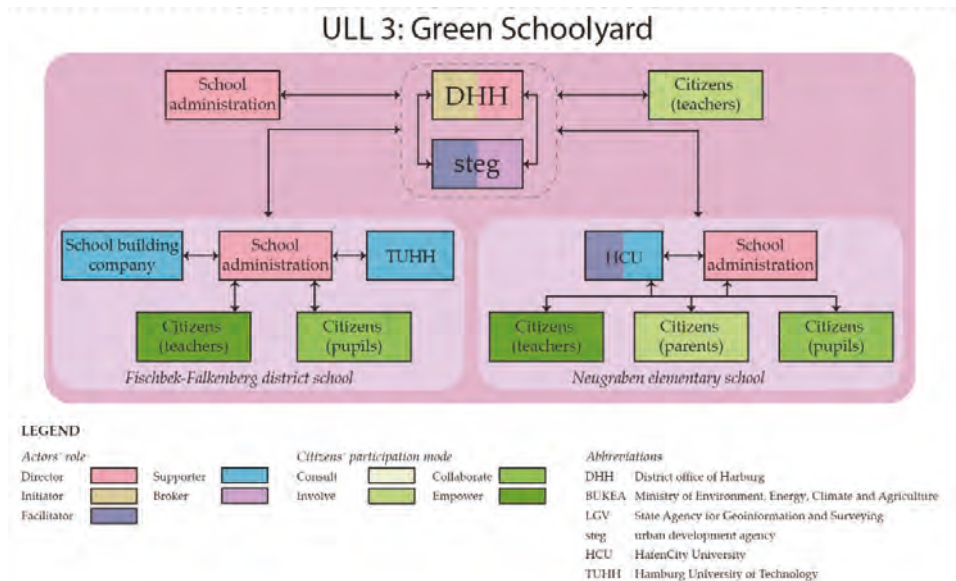 ULL 3: Green Schoolyard
School
administration
DHH
steg
Citizens
(teachers)
School building
company
School
administration
TUHH
Citizens
(teachers)
Citizens
(pupils)
Fischbek-Falkenberg district school
HCU
School
administration
Citizens
(teachers)
Citizens
(parents)
Citizens
(pupils)
Neugraben elementary school
LEGEND
Actors' role
Director
Supporter
Initiator
Broker
Facilitator
Citizens' participation mode
Consult
Collaborate
Involve
Empower
Abbreviations
DHH District office of Harburg
BUKEA Ministry of Environment, Energy, Climate and Agriculture
LGV State Agency for Geoinformation and Surveying
steg urban development agency
HCU HafenCity University
TUHH Hamburg University of Technology